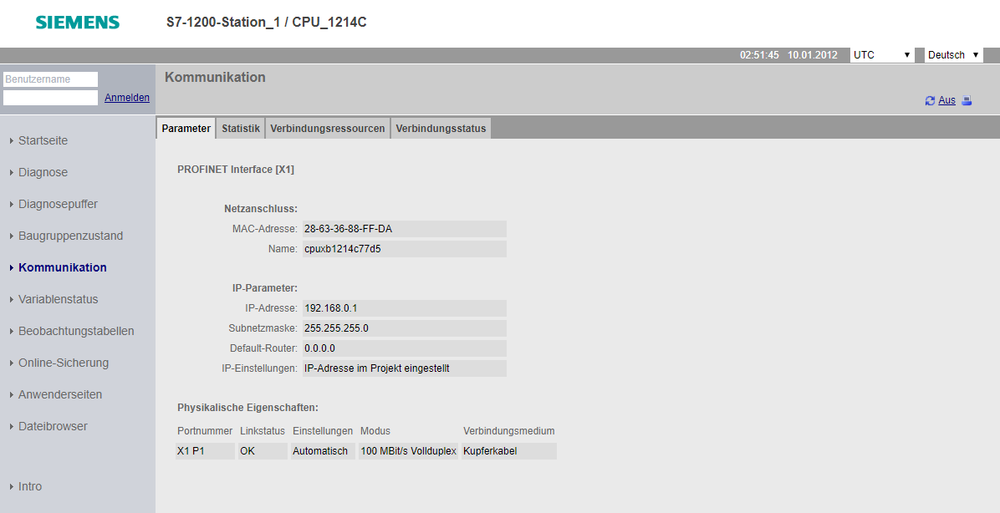 SIEMENS
S7-1200-Station_1 / CPU_1214C
02:51:45 10.01.2012 UTC Deutsch
Benutzername
Anmelden
Kommunikation
Aus
Parameter Statistik Verbindungsressourcen Verbindungsstatus
Startseite
Diagnose
Diagnosepuffer
Baugruppenzustand
Kommunikation
Variablenstatus
Beobachtungstabellen
Online-Sicherung
Anwenderseiten
Dateibrowser
Intro
PROFINET Interface [X1]
Netzanschluss:
MAC-Adresse: 28-63-36-88-FF-DA
Name: cpuxb1214c77d5
IP-Parameter:
IP-Adresse: 192.168.0.1
Subnetzmaske: 255.255.255.0
Default-Router: 0.0.0.0
IP-Einstellungen: IP-Adresse im Projekt eingestellt
Physikalische Eigenschaften:
Portnummer Linkstatus Einstellungen Modus Verbindungsmedium
X1 P1 OK Automatisch 100 MBit/s Vollduplex Kupferkabel